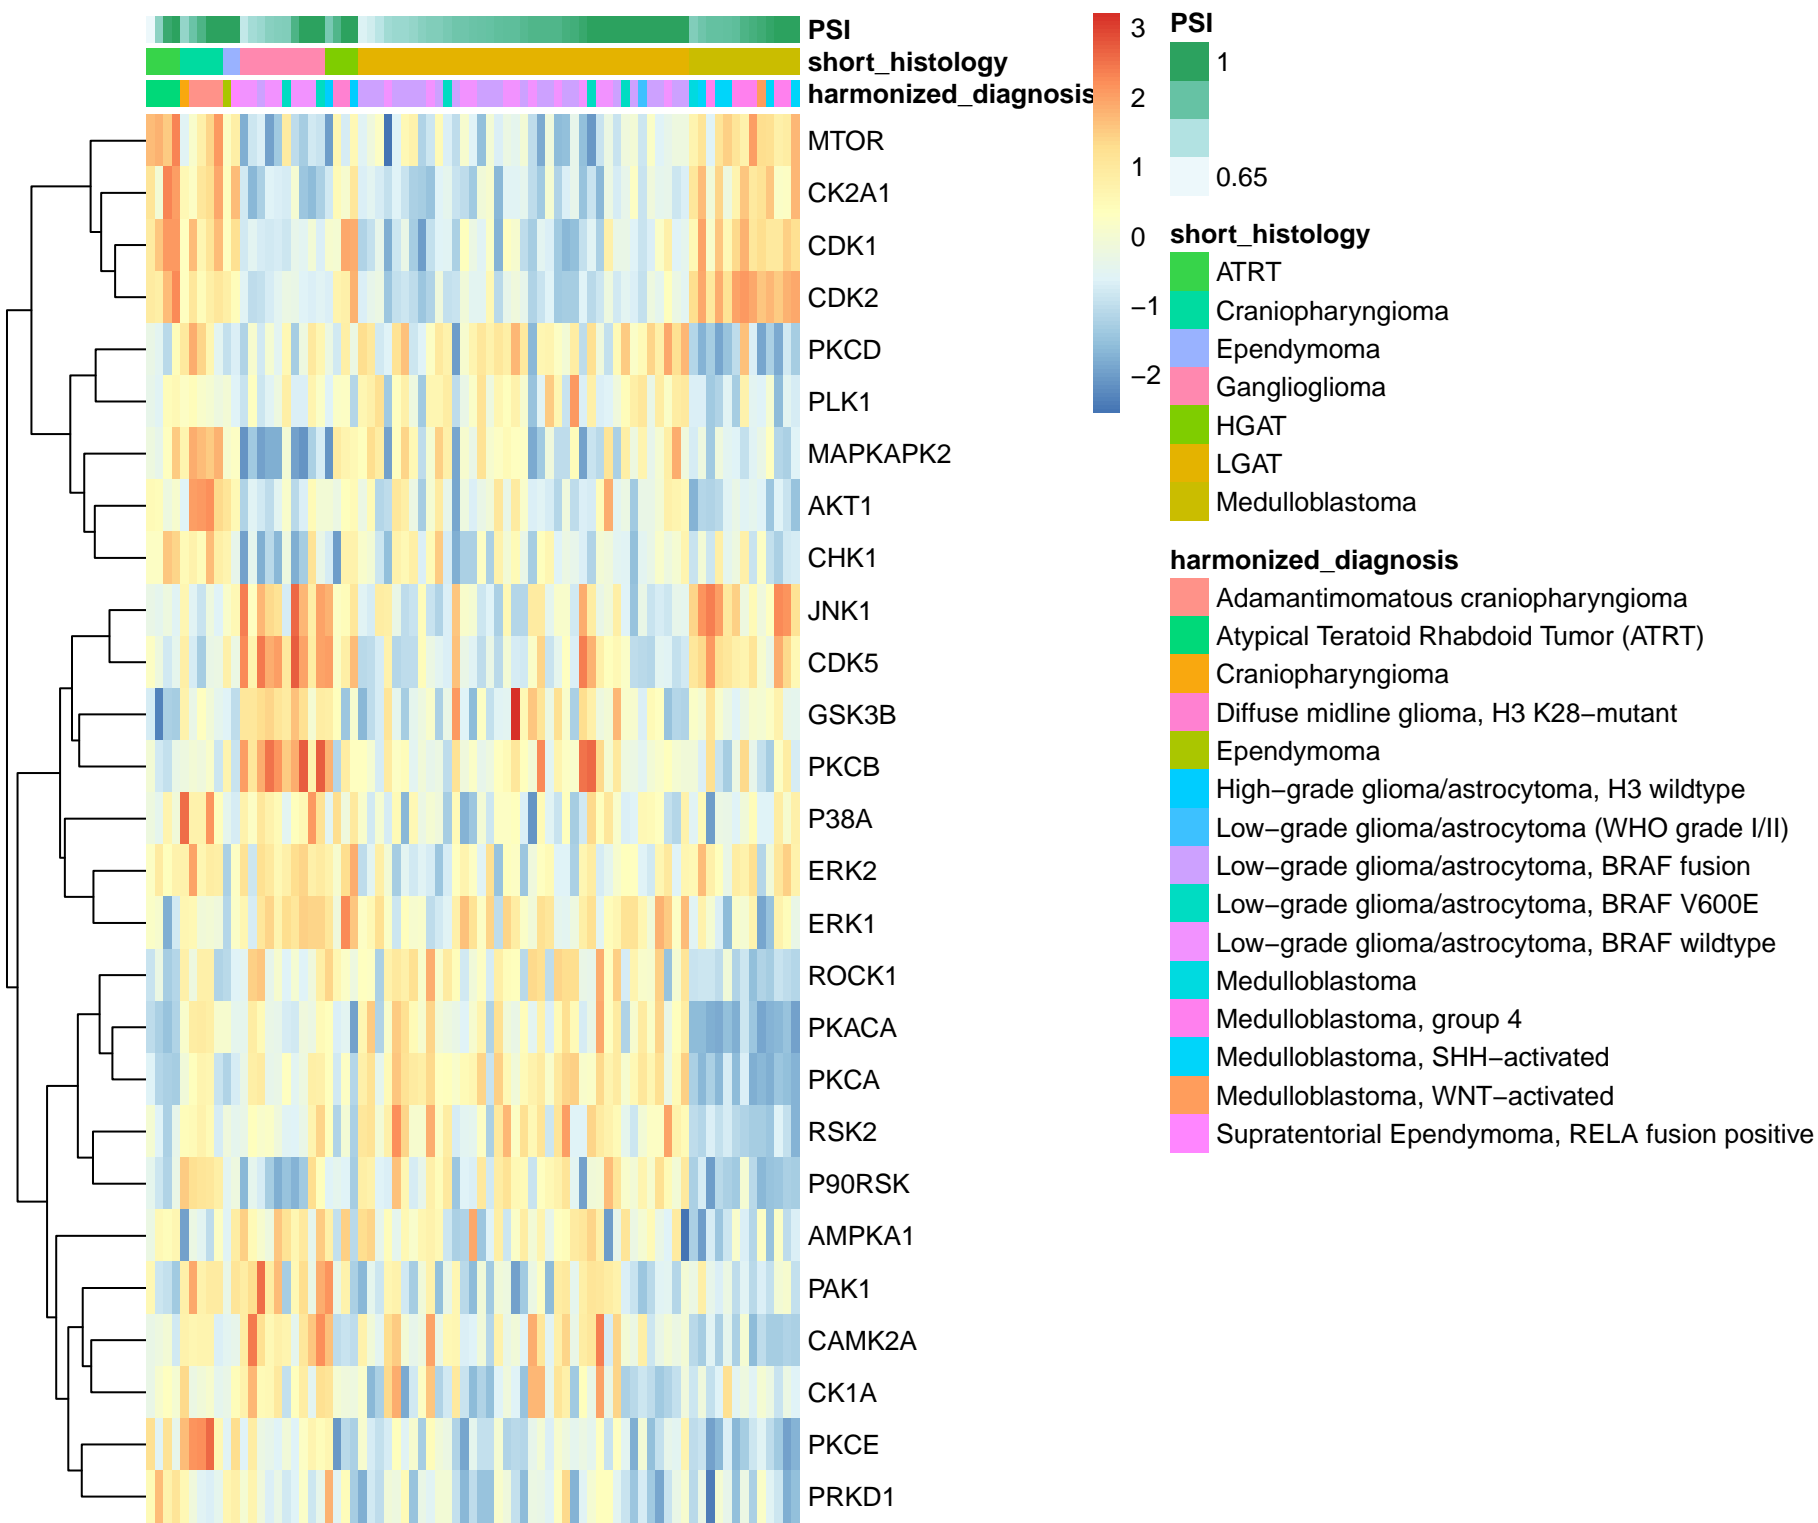 PSI
short_histology
harmonized_diagnosis
MTOR
CK2A1
CDK1
CDK2
PKCD
PLK1
MAPKAPK2
AKT1
CHK1
JNK1
CDK5
GSK3B
PKCB
P38A
ERK2
ERK1
ROCK1
PKACA
PKCA
RSK2
P90RSK
AMPKA1
PAK1
CAMK2A
CK1A
PKCE
PRKD1
3
2
1
0
−1
−2
PSI
1
0.65
short_histology
ATRT
Craniopharyngioma
Ependymoma
Ganglioglioma
HGAT
LGAT
Medulloblastoma
harmonized_diagnosis
Adamantimomatous craniopharyngioma
Atypical Teratoid Rhabdoid Tumor (ATRT)
Craniopharyngioma
Diffuse midline glioma, H3 K28−mutant
Ependymoma
High−grade glioma/astrocytoma, H3 wildtype
Low−grade glioma/astrocytoma (WHO grade I/II)
Low−grade glioma/astrocytoma, BRAF fusion
Low−grade glioma/astrocytoma, BRAF V600E
Low−grade glioma/astrocytoma, BRAF wildtype
Medulloblastoma
Medulloblastoma, group 4
Medulloblastoma, SHH−activated
Medulloblastoma, WNT−activated
Supratentorial Ependymoma, RELA fusion positive